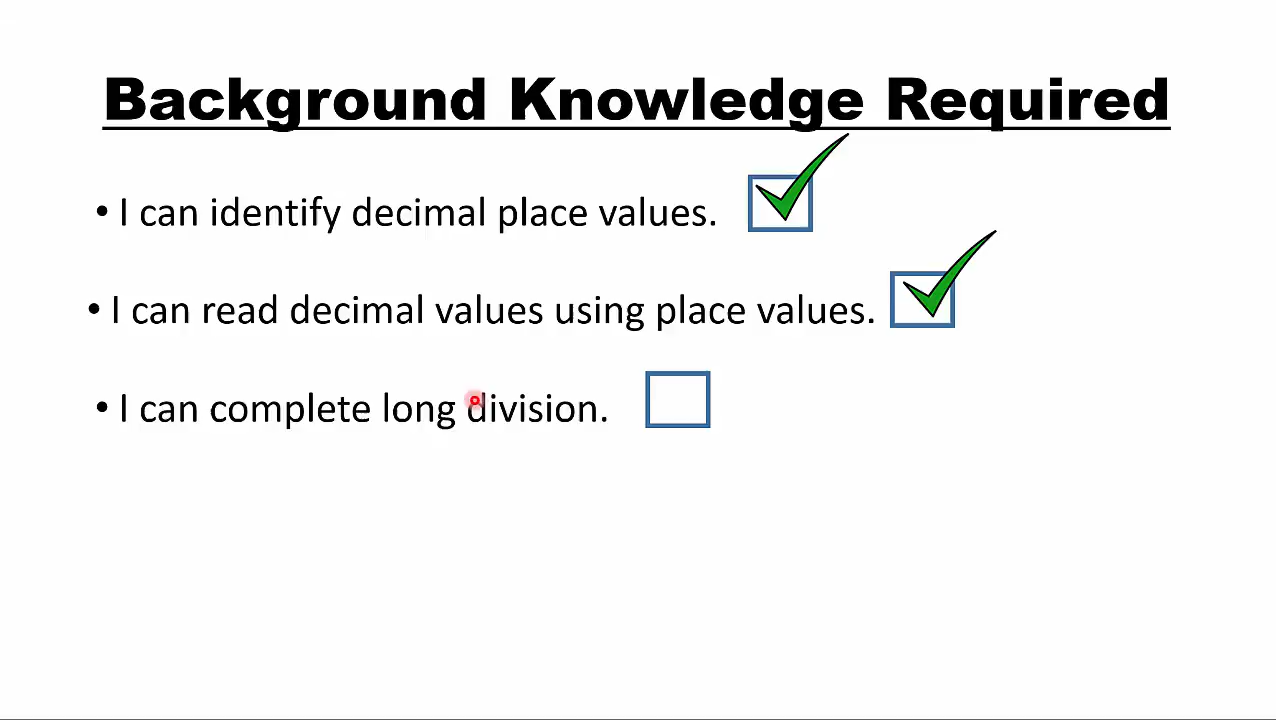 Background Knowledge Required
• I can identify decimal place values.
• I can read decimal values using place values.
• I can complete long division.